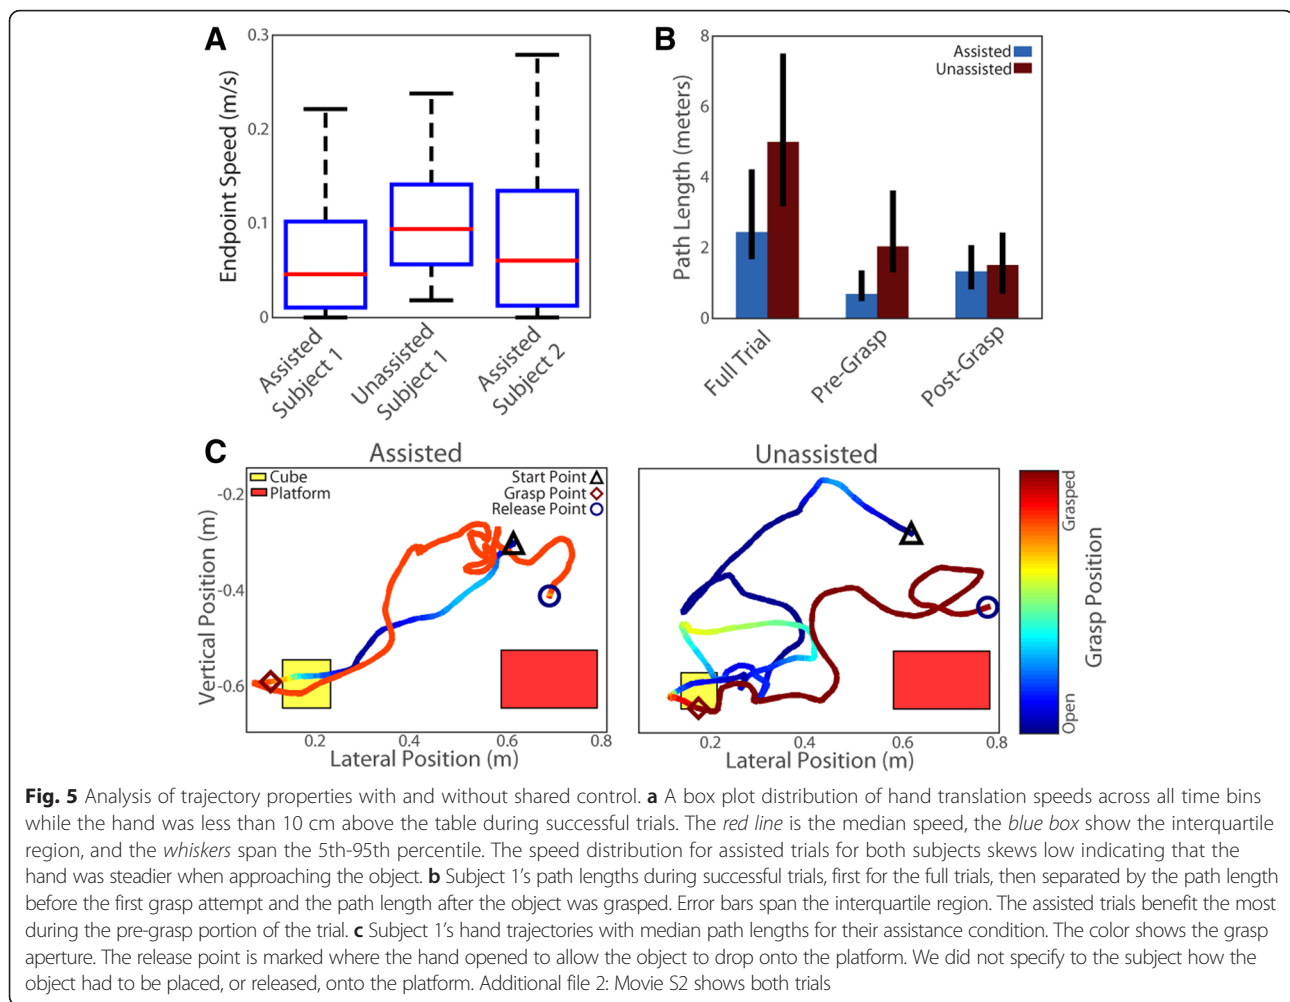 A
Endpoint Speed (m/s)
0.3
0.2
0.1
0
Assisted
Subject 1
Unassisted
Subject 1
Assisted
Subject 2
B
Path Length (meters)
8
6
4
2
0
Assisted
Unassisted
Full Trial
Pre-Grasp
Post-Grasp
C
Assisted
Cube
Platform
Start Point
Grasp Point
Release Point
Vertical Position (m)
-0.2
-0.4
-0.6
0.2
0.4
0.6
0.8
Lateral Position (m)
Unassisted
0.2
0.4
0.6
0.8
Lateral Position (m)
Grasped
Open
Grasp Position
Fig. 5 Analysis of trajectory properties with and without shared control. a A box plot distribution of hand translation speeds across all time bins
while the hand was less than 10 cm above the table during successful trials. The red line is the median speed, the blue box show the interquartile
region, and the whiskers span the 5th-95th percentile. The speed distribution for assisted trials for both subjects skews low indicating that the
hand was steadier when approaching the object. b Subject 1's path lengths during successful trials, first for the full trials, then separated by the path length
before the first grasp attempt and the path length after the object was grasped. Error bars span the interquartile region. The assisted trials benefit the most
during the pre-grasp portion of the trial. c Subject 1's hand trajectories with median path lengths for their assistance condition. The color shows the grasp
aperture. The release point is marked where the hand opened to allow the object to drop onto the platform. We did not specify to the subject how the
object had to be placed, or released, onto the platform. Additional file 2: Movie S2 shows both trials